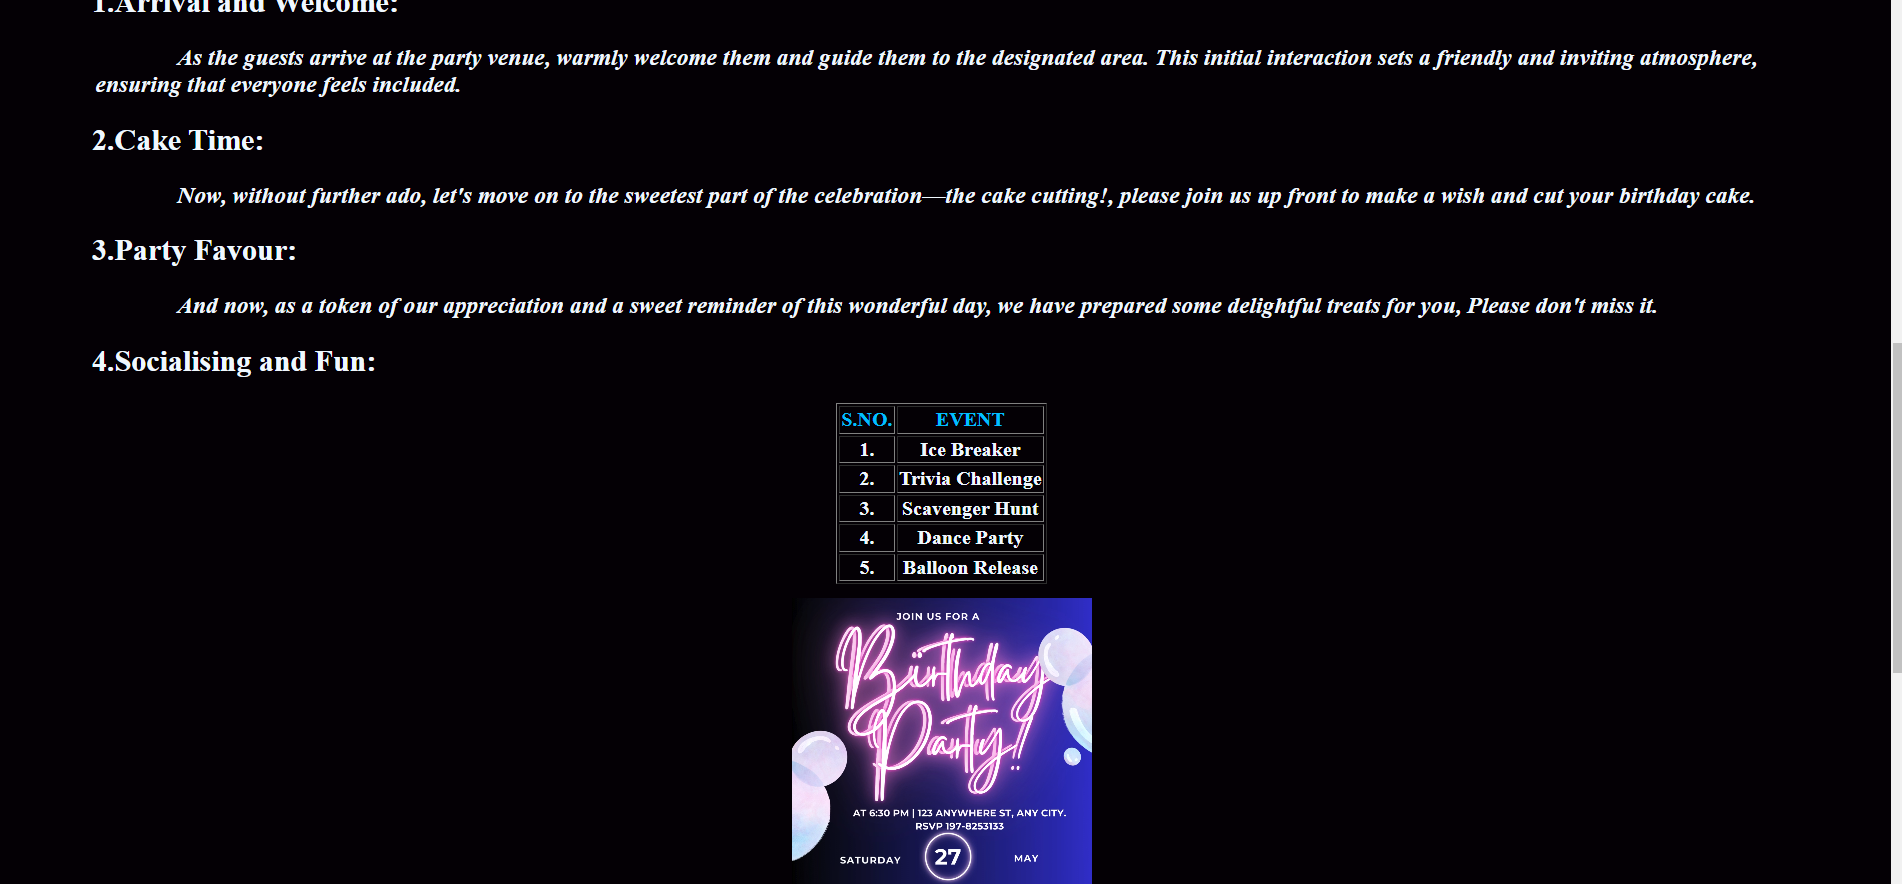 1.Arrival and Welcome:
As the guests arrive at the party venue, warmly welcome them and guide them to the designated area. This initial interaction sets a friendly and inviting atmosphere,
ensuring that everyone feels included.
2.Cake Time:
Now, without further ado, let's move on to the sweetest part of the celebration—the cake cutting!, please join us up front to make a wish and cut your birthday cake.
3.Party Favour:
And now, as a token of our appreciation and a sweet reminder of this wonderful day, we have prepared some delightful treats for you, Please don't miss it.
4.Socialising and Fun:
S.NO. EVENT
1. Ice Breaker
2. Trivia Challenge
3. Scavenger Hunt
4. Dance Party
5. Balloon Release
JOIN US FOR A
Birthday
Party!
AT 6:30 PM | 123 ANYWHERE ST, ANY CITY.
RSVP 197-8253133
SATURDAY 27 MAY